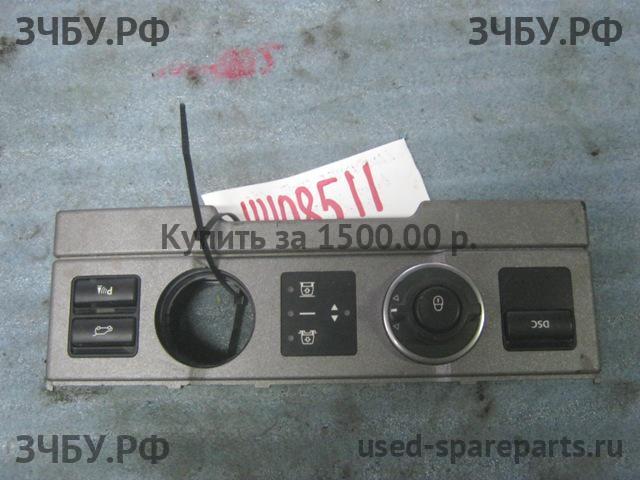 ЗЧБУ.РФ ЗЧБУ.РФ
Купить за 1500.00 р.
P
DSC
ЗЧБУ.РФ used-spareparts.ru